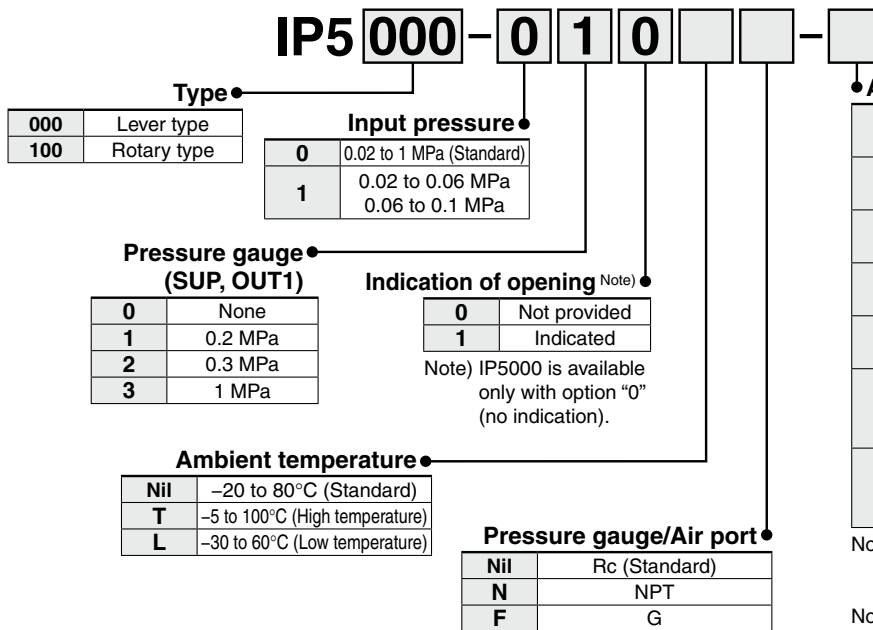 IP5 000 – 0 1 0 –
Type
000 Lever type
100 Rotary type
Input pressure
0 0.02 to 1 MPa (Standard)
1 0.02 to 0.06 MPa
0.06 to 0.1 MPa
Pressure gauge
(SUP, OUT1)
0 None
1 0.2 MPa
2 0.3 MPa
3 1 MPa
Indication of opening Note)
0 Not provided
1 Indicated
Note) IP5000 is available
only with option “0”
(no indication).
Ambient temperature
Nil –20 to 80°C (Standard)
T –5 to 100°C (High temperature)
L –30 to 60°C (Low temperature)
Pressure gauge/Air port
Nil Rc (Standard)
N NPT
F G